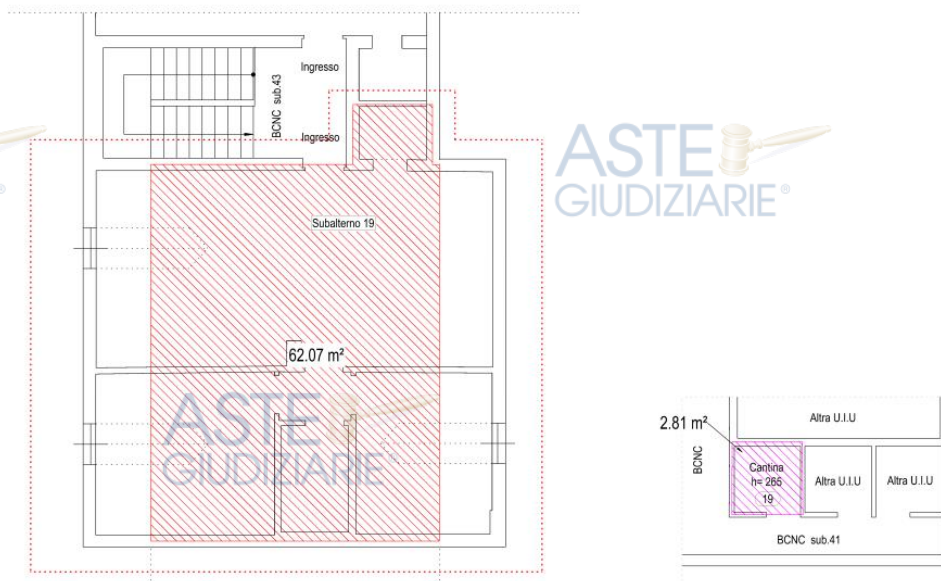 Ingresso
BCNC sub.43
Ingresso
Subalterno 19
62.07 m²
ASTE
GIUDIZIARIE
ASTE
GIUDIZIARIE®
®
2.81 m²
Altra U.I.U
BCNC
Cantina
h= 265
19
Altra U.I.U
Altra U.I.U
BCNC sub.41